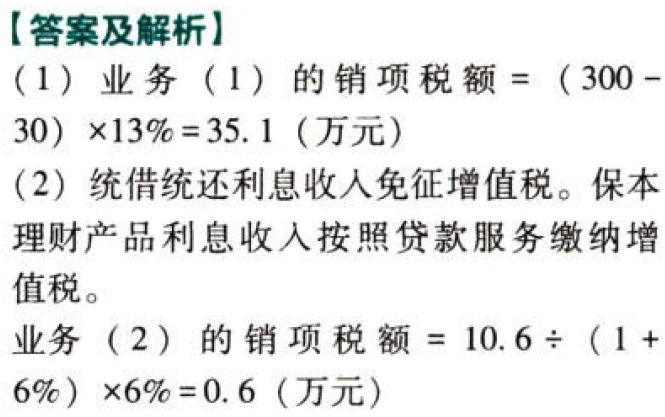 【答案及解析】
（1）业务（1）的销项税额 = （300 -
30）×13% = 35.1（万元）
（2）统借统还利息收入免征增值税。保本
理财产品利息收入按照贷款服务缴纳增
值税。
业务（2）的销项税额 = 10.6 ÷（1 +
6%）×6% = 0.6（万元）